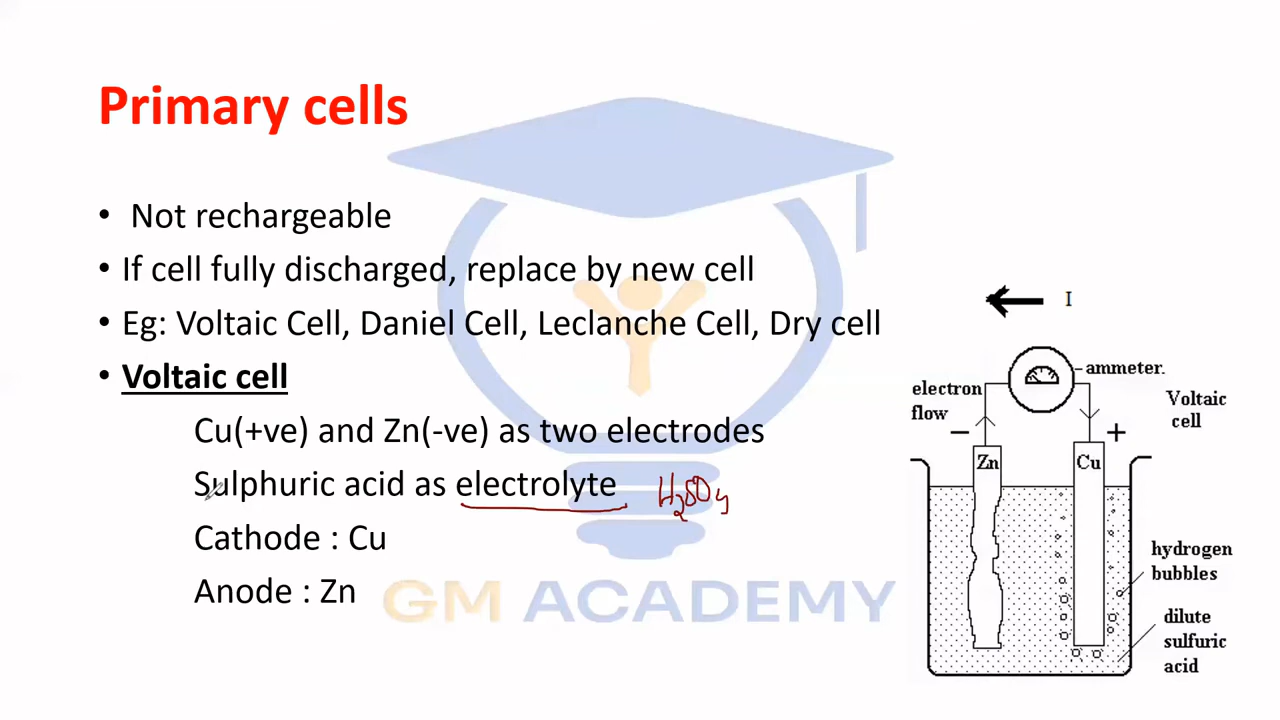 Primary cells
• Not rechargeable
• If cell fully discharged, replace by new cell
• Eg: Voltaic Cell, Daniel Cell, Leclanche Cell, Dry cell
• Voltaic cell
Cu(+ve) and Zn(-ve) as two electrodes
Sulphuric acid as electrolyte H₂SO₄
Cathode : Cu
Anode : Zn
GM ACADEMY
I
ammeter.
electron
flow
Voltaic
cell
− +
Zn Cu
hydrogen
bubbles
dilute
sulfuric
acid